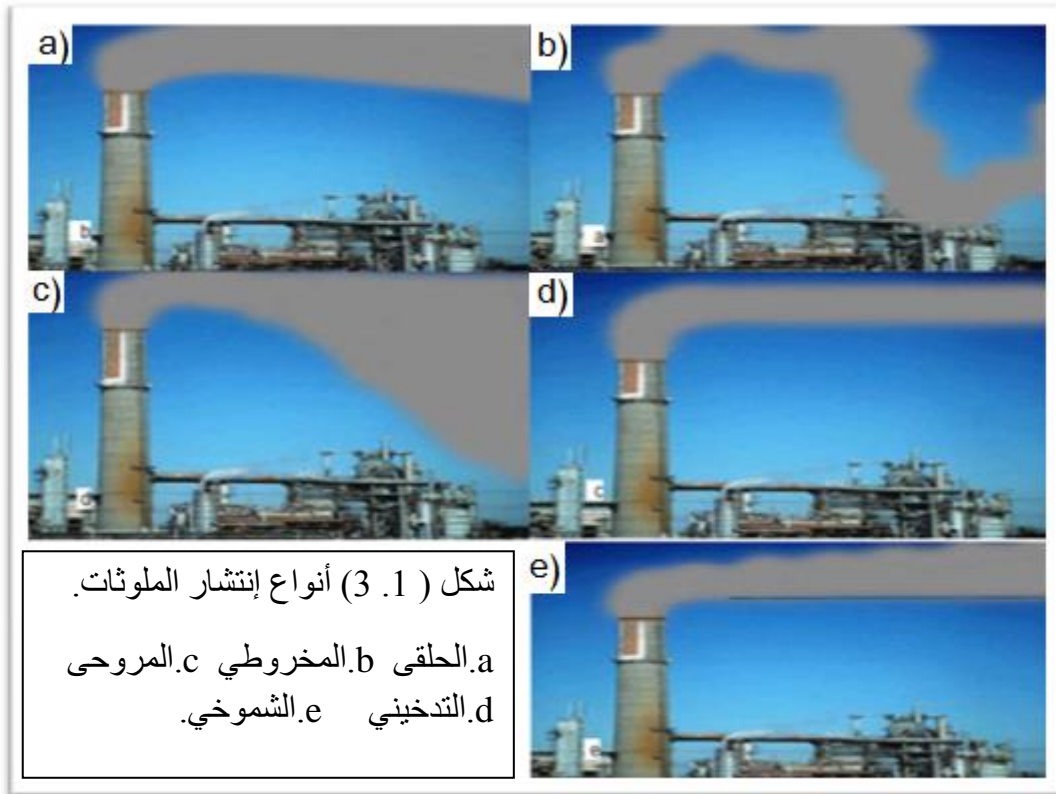 a)
b)
b
a
c)
d)
d
c
شكل ( 1. 3) أنواع إنتشار الملوثات.
a.الحلقى b.المخروطي c.المروحى
d.التدخيني e.الشموخي.
e)
e